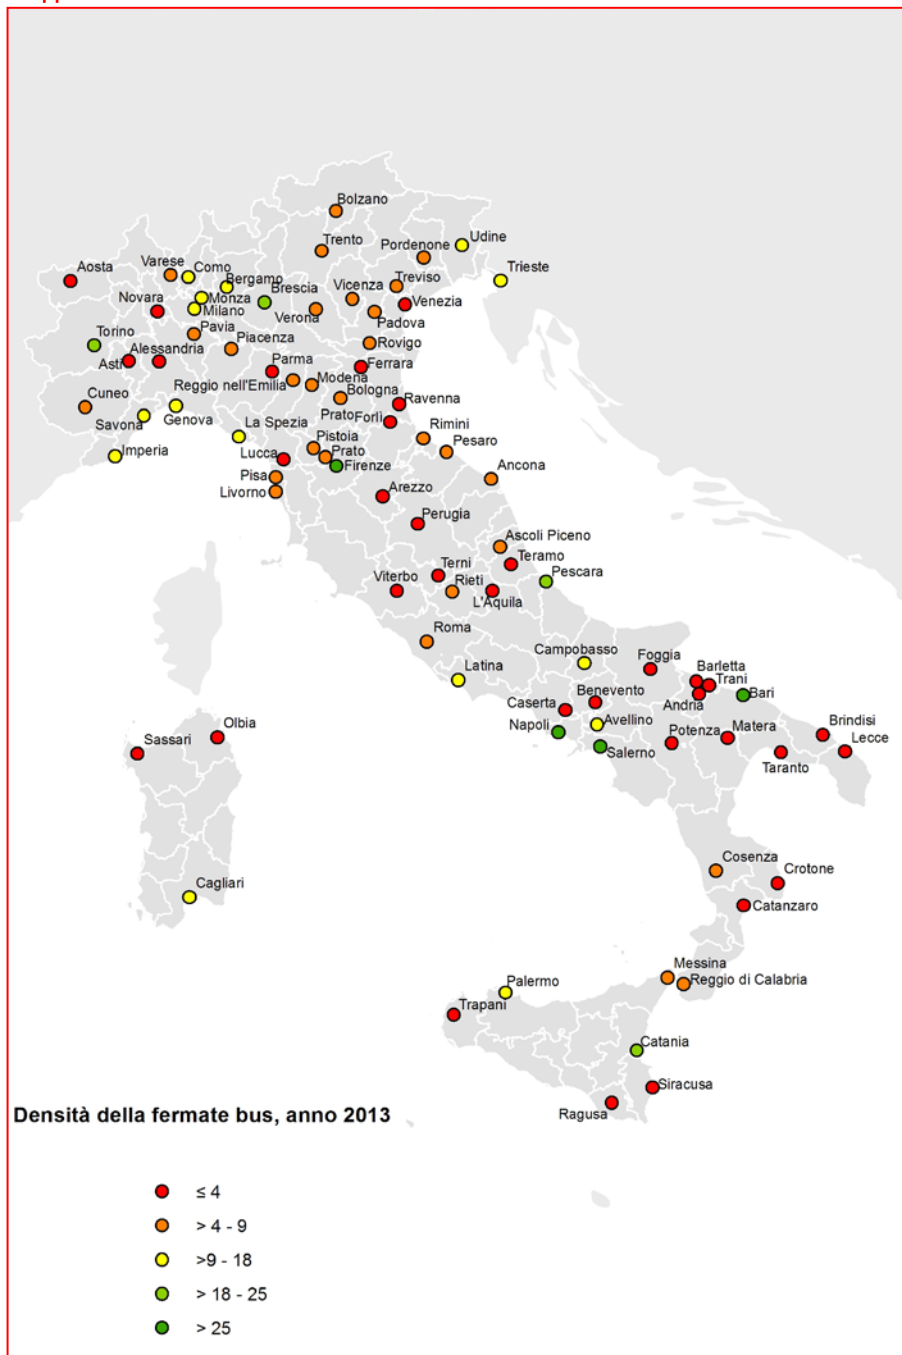 Bolzano
Trento
Pordenone
Udine
Aosta
Varese
Como
Bergamo
Vicenza
Treviso
Trieste
Novara
Monza
Brescia
Venezia
Milano
Verona
Padova
Torino
Pavia
Piacenza
Rovigo
Alessandria
Asti
Parma
Ferrara
Cuneo
Reggio nell'Emilia
Modena
Bologna
Ravenna
Savona
Genova
La Spezia
Prato
Forlì
Rimini
Imperia
Lucca
Pistoia
Prato
Firenze
Pesaro
Pisa
Livorno
Ancona
Arezzo
Perugia
Ascoli Piceno
Terni
Teramo
Viterbo
Rieti
L'Aquila
Pescara
Roma
Latina
Campobasso
Foggia
Barletta
Trani
Caserta
Benevento
Andria
Bari
Napoli
Avellino
Salerno
Potenza
Matera
Brindisi
Lecce
Taranto
Olbia
Sassari
Cagliari
Cosenza
Crotone
Catanzaro
Messina
Reggio di Calabria
Palermo
Trapani
Catania
Siracusa
Ragusa
Densità della fermate bus, anno 2013
≤ 4
> 4 - 9
>9 - 18
> 18 - 25
> 25